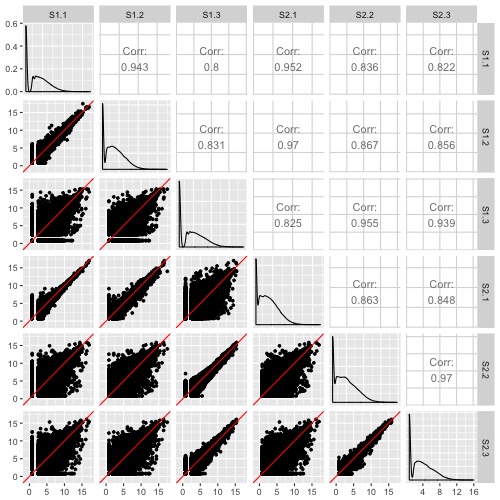 S1.1 S1.2 S1.3 S2.1 S2.2 S2.3
0.6
0.4
0.2
0.0
Corr:
0.943
Corr:
0.8
Corr:
0.952
Corr:
0.836
Corr:
0.822
S1.1
15
10
5
0
Corr:
0.831
Corr:
0.97
Corr:
0.867
Corr:
0.856
S1.2
15
10
5
0
Corr:
0.825
Corr:
0.955
Corr:
0.939
S1.3
15
10
5
0
Corr:
0.863
Corr:
0.848
S2.1
15
10
5
0
Corr:
0.97
S2.2
15
10
5
0
S2.3
0 5 10 15 0 5 10 15 0 5 10 15 0 5 10 15 0 5 10 15 4 8 12 16